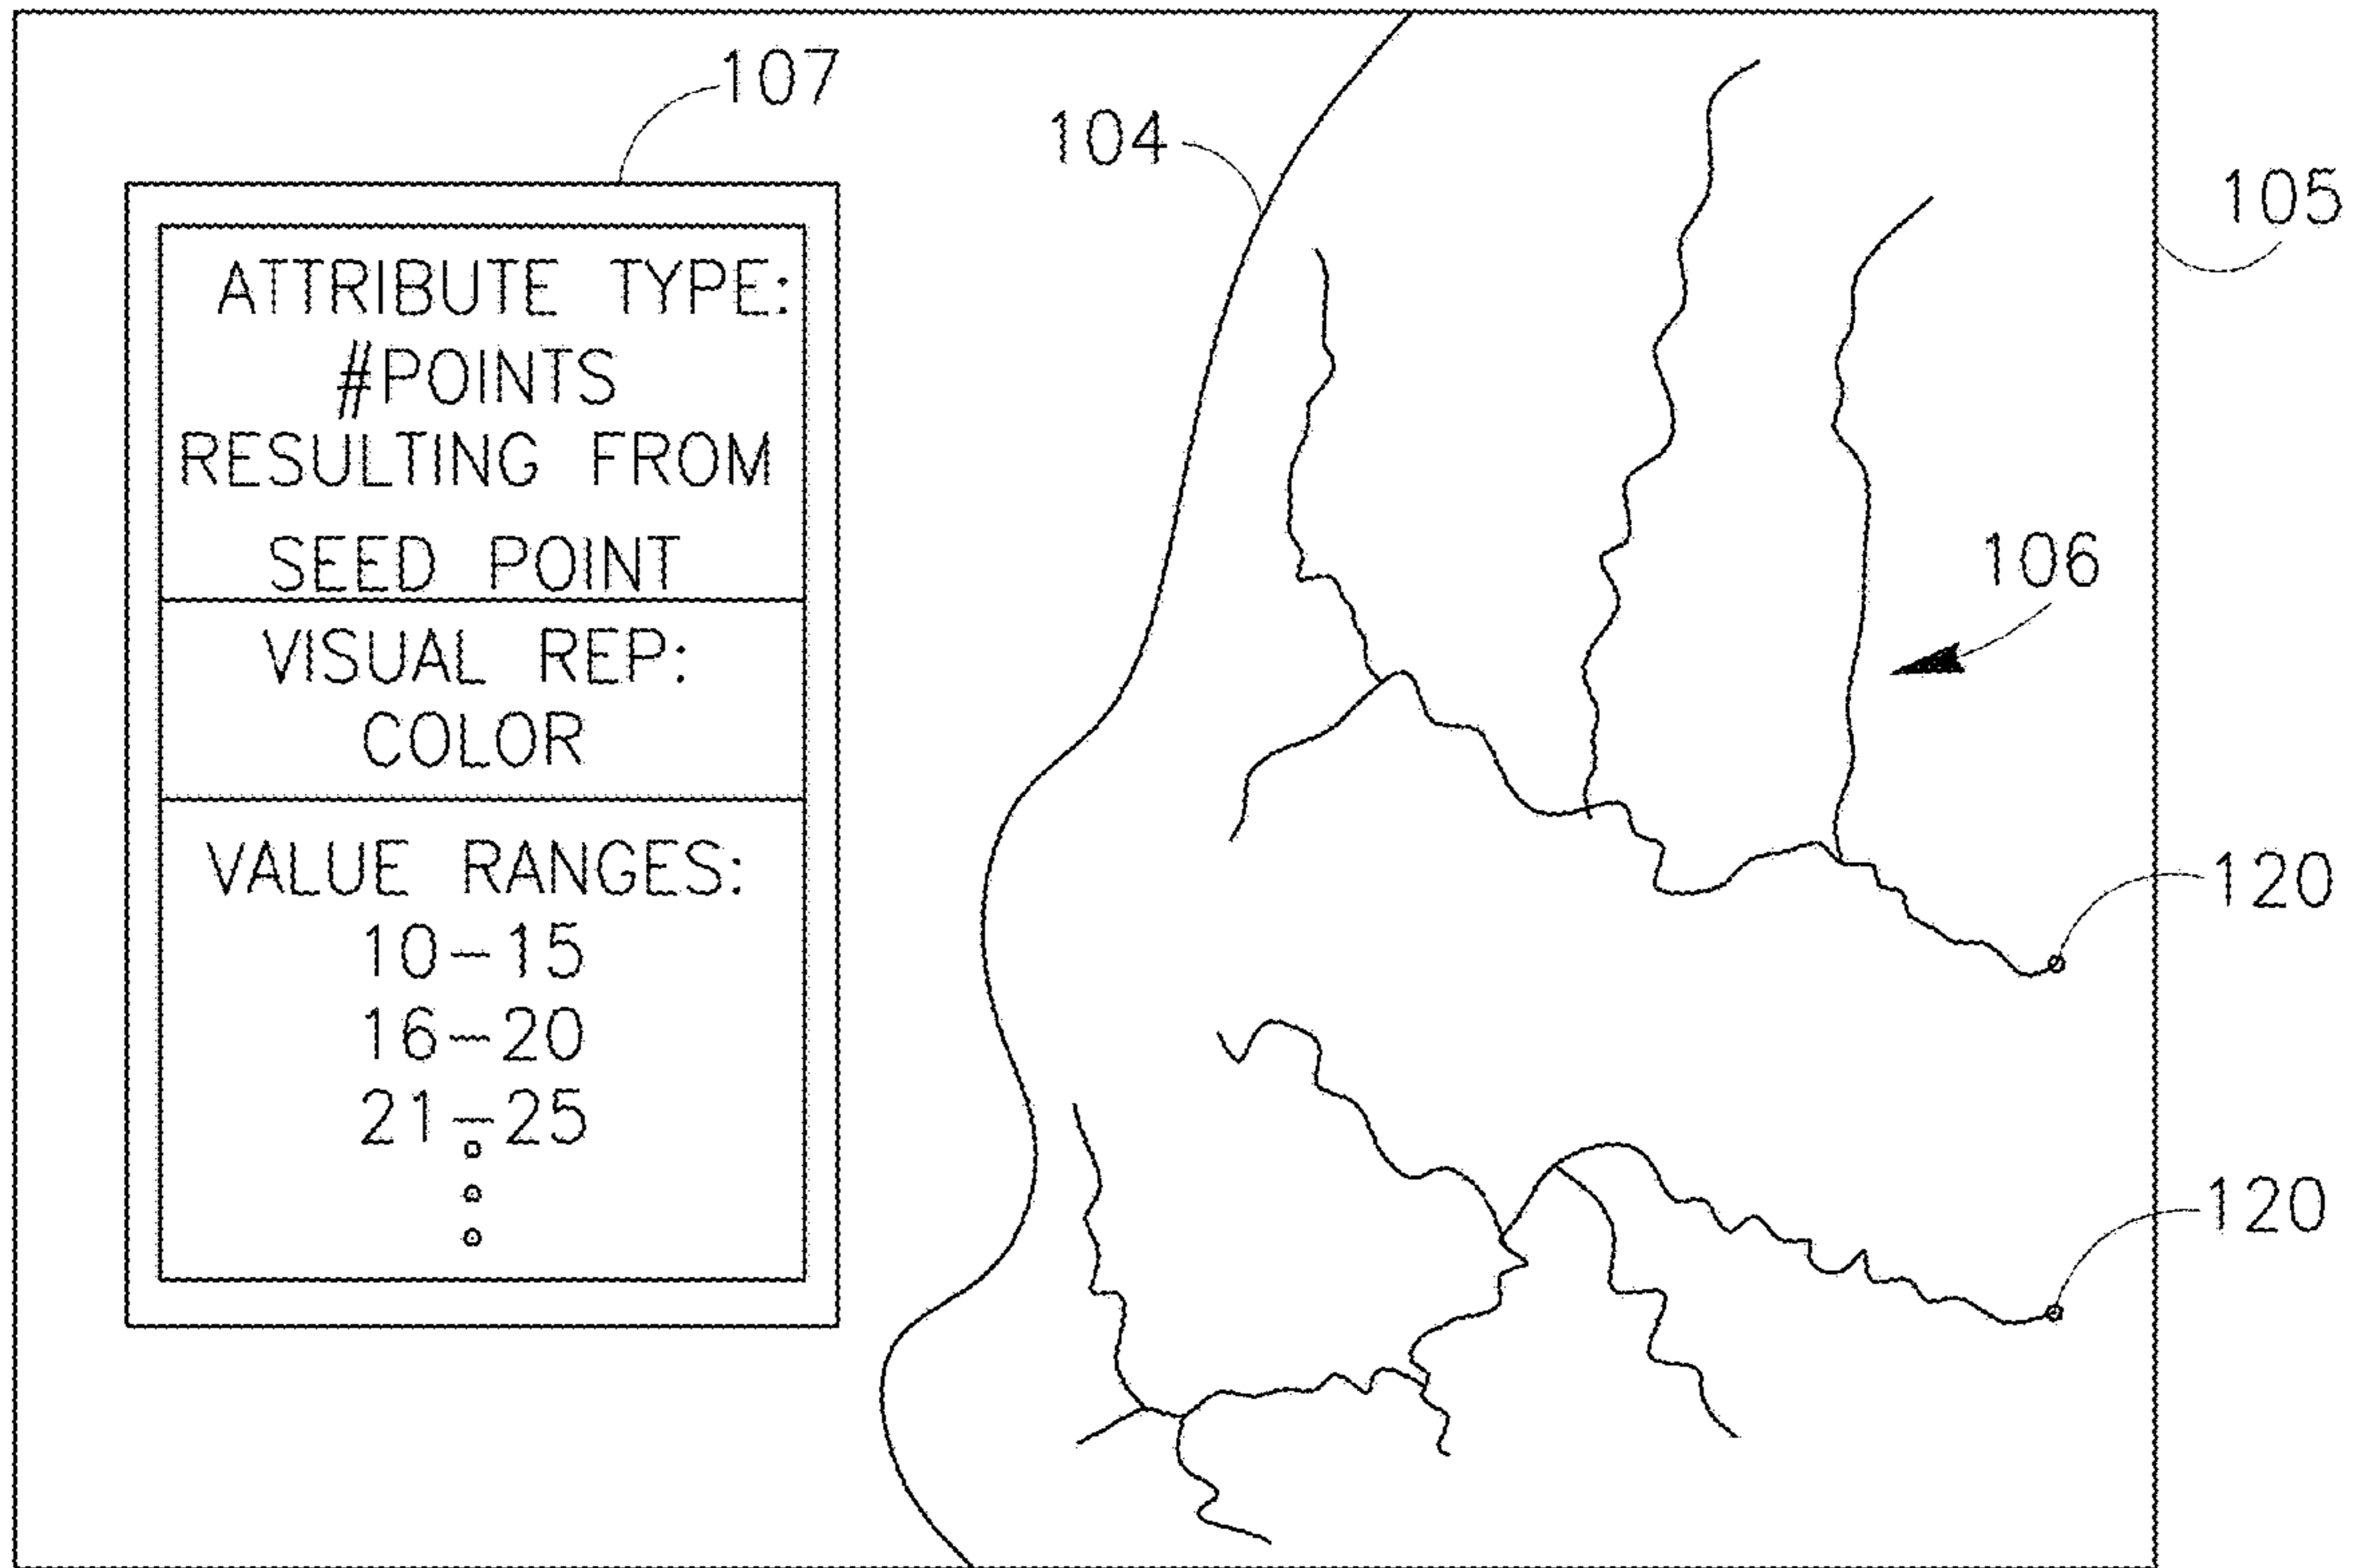 107
104
105
ATTRIBUTE TYPE:
#POINTS
RESULTING FROM
SEED POINT
106
VISUAL REP:
COLOR
VALUE RANGES:
120
10-15
16-20
21-25
120